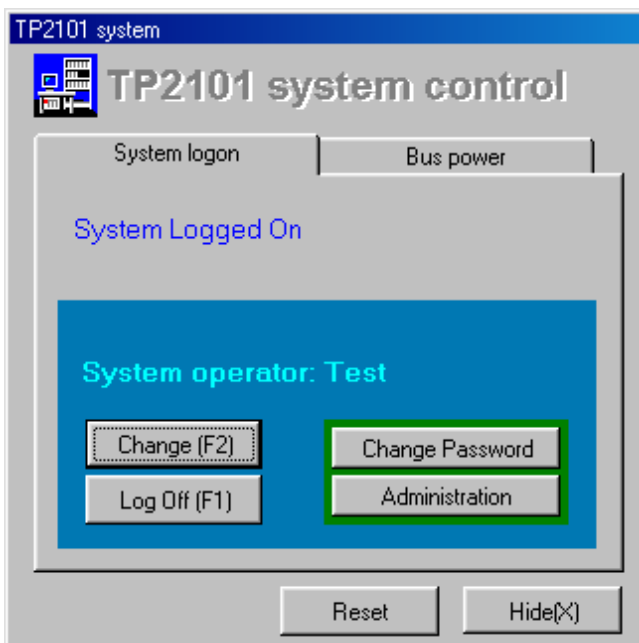 TP2101 system
TP2101 system control
System logon
Bus power
System Logged On
System operator: Test
Change (F2)
Change Password
Log Off (F1)
Administration
Reset
Hide(X)